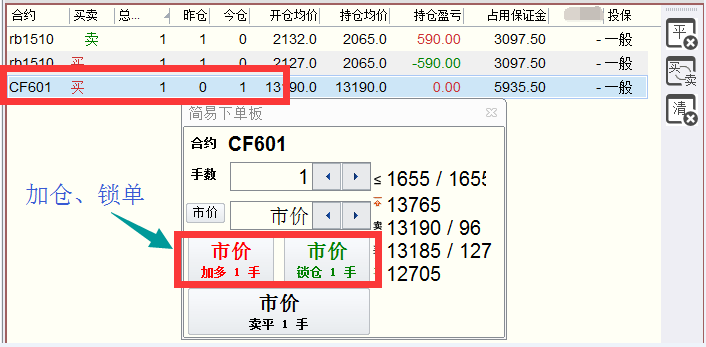 合约 买卖 总... 昨仓 今仓 开仓均价 持仓均价 持仓盈亏 占用保证金 投保
rb1510 卖 1 1 0 2132.0 2065.0 590.00 3097.50 - 一般
rb1510 买 1 1 0 2127.0 2065.0 -590.00 3097.50 - 一般
CF601 买 1 0 1 13190.0 13190.0 0.00 5935.50 - 一般
平
买 卖
清
简易下单板
合约 CF601
手数 1 ≤ 1655 / 1655
13765
市价 市价 卖 13190 / 96
市价 市价 13185 / 127
加多 1 手 锁仓 1 手 12705
市价
卖平 1 手
加仓、锁单